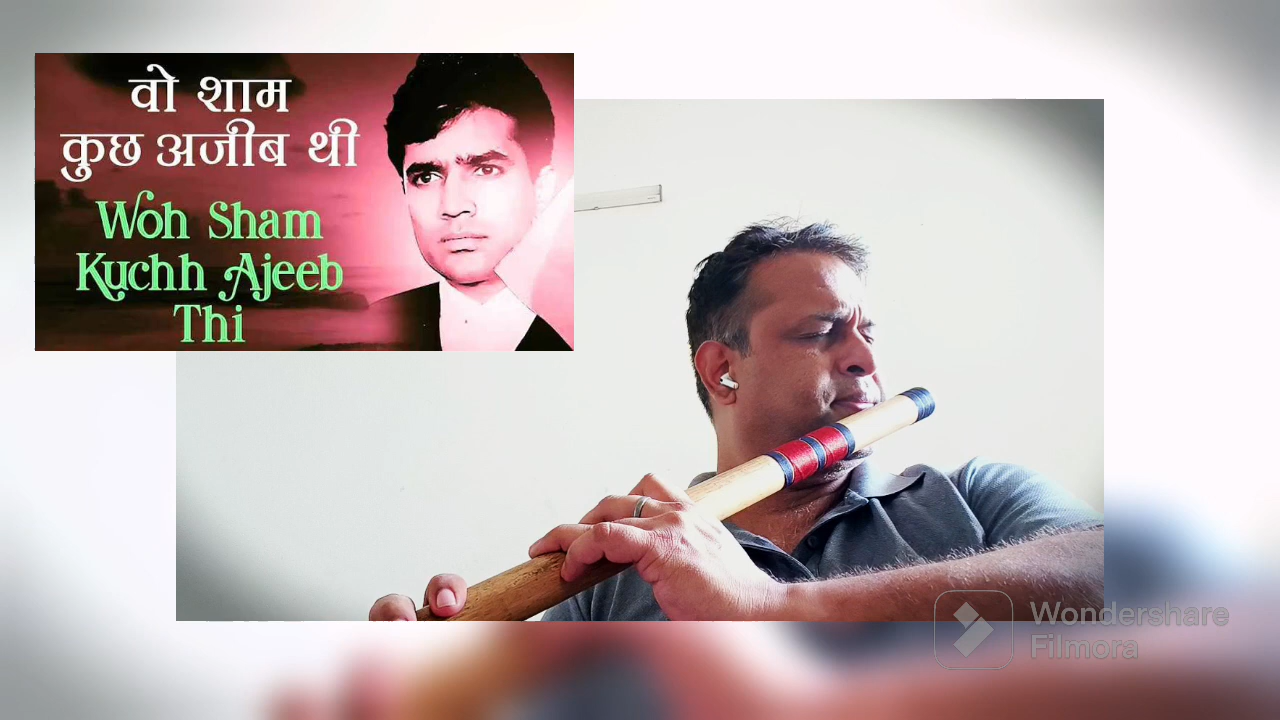 वो शाम
कुछ अजीब थी
Woh Sham
Kuchh Ajeeb
Thi
Wondershare
Filmora